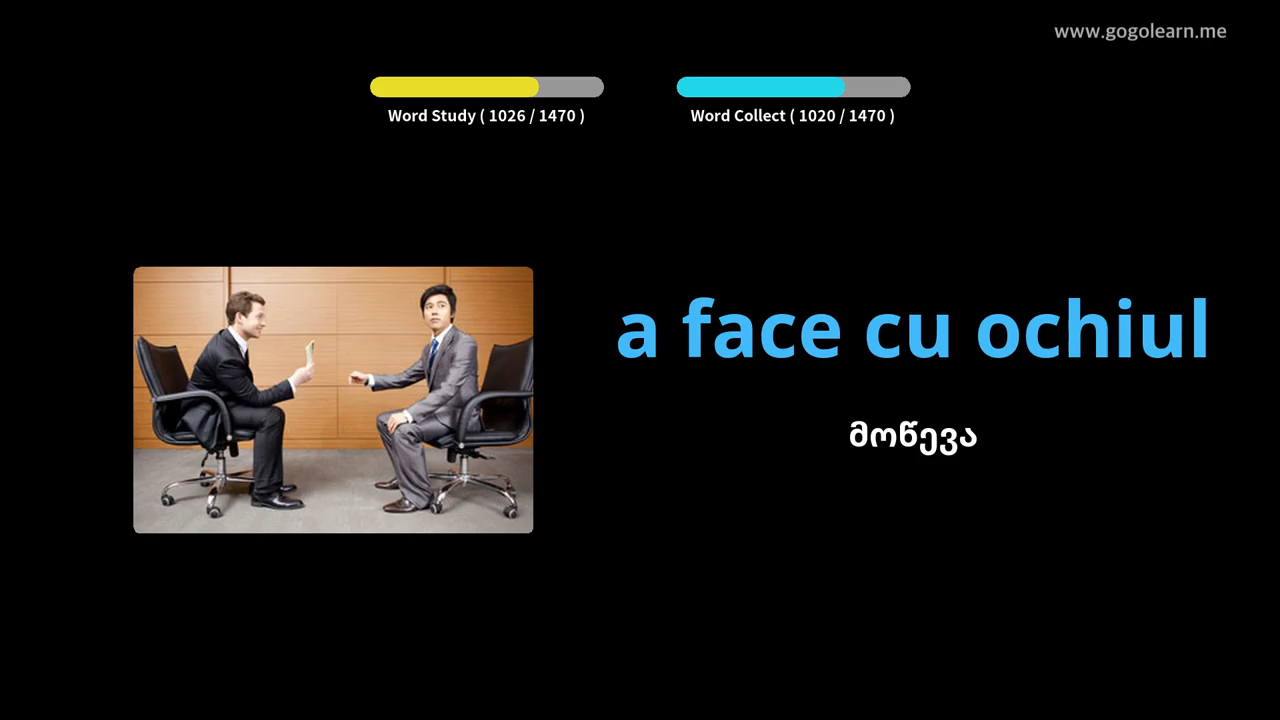 www.gogolearn.me
Word Study ( 1026 / 1470 )
Word Collect ( 1020 / 1470 )
a face cu ochiul
მოწევა